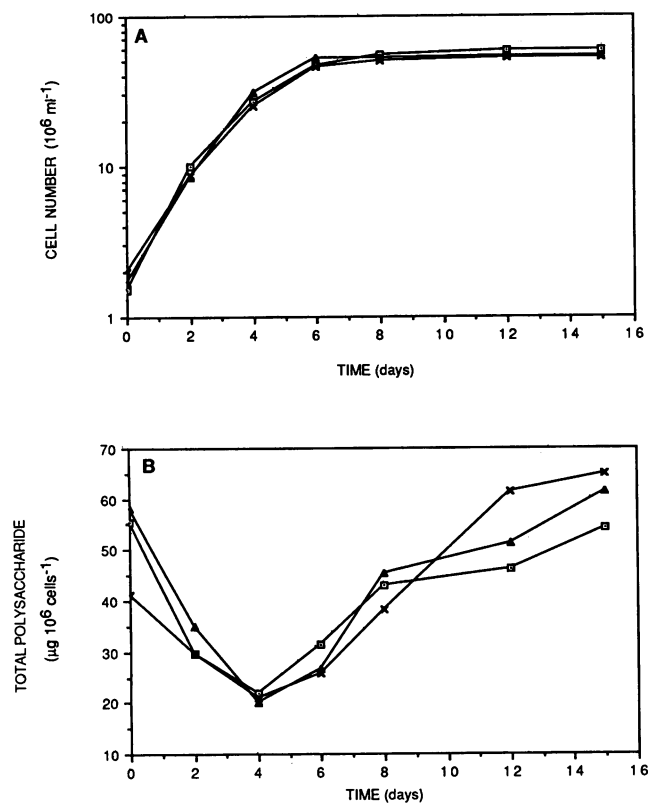 A
100
10
1
CELL NUMBER (10⁶ ml⁻¹)
0 2 4 6 8 10 12 14 16
TIME (days)
B
70
60
50
40
30
20
10
TOTAL POLYSACCHARIDE
(μg 10⁶ cells⁻¹)
0 2 4 6 8 10 12 14 16
TIME (days)